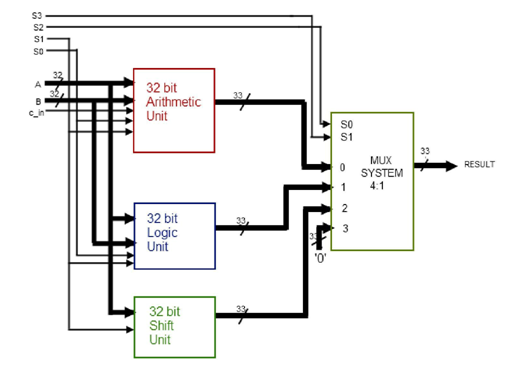 S3
S2
S1
S0
A
32
B
32
c_in
32 bit
Arithmetic
Unit
33
32 bit
Logic
Unit
33
32 bit
Shift
Unit
33
S0
S1
0
1
2
3
MUX
SYSTEM
4:1
33
'0'
33
RESULT